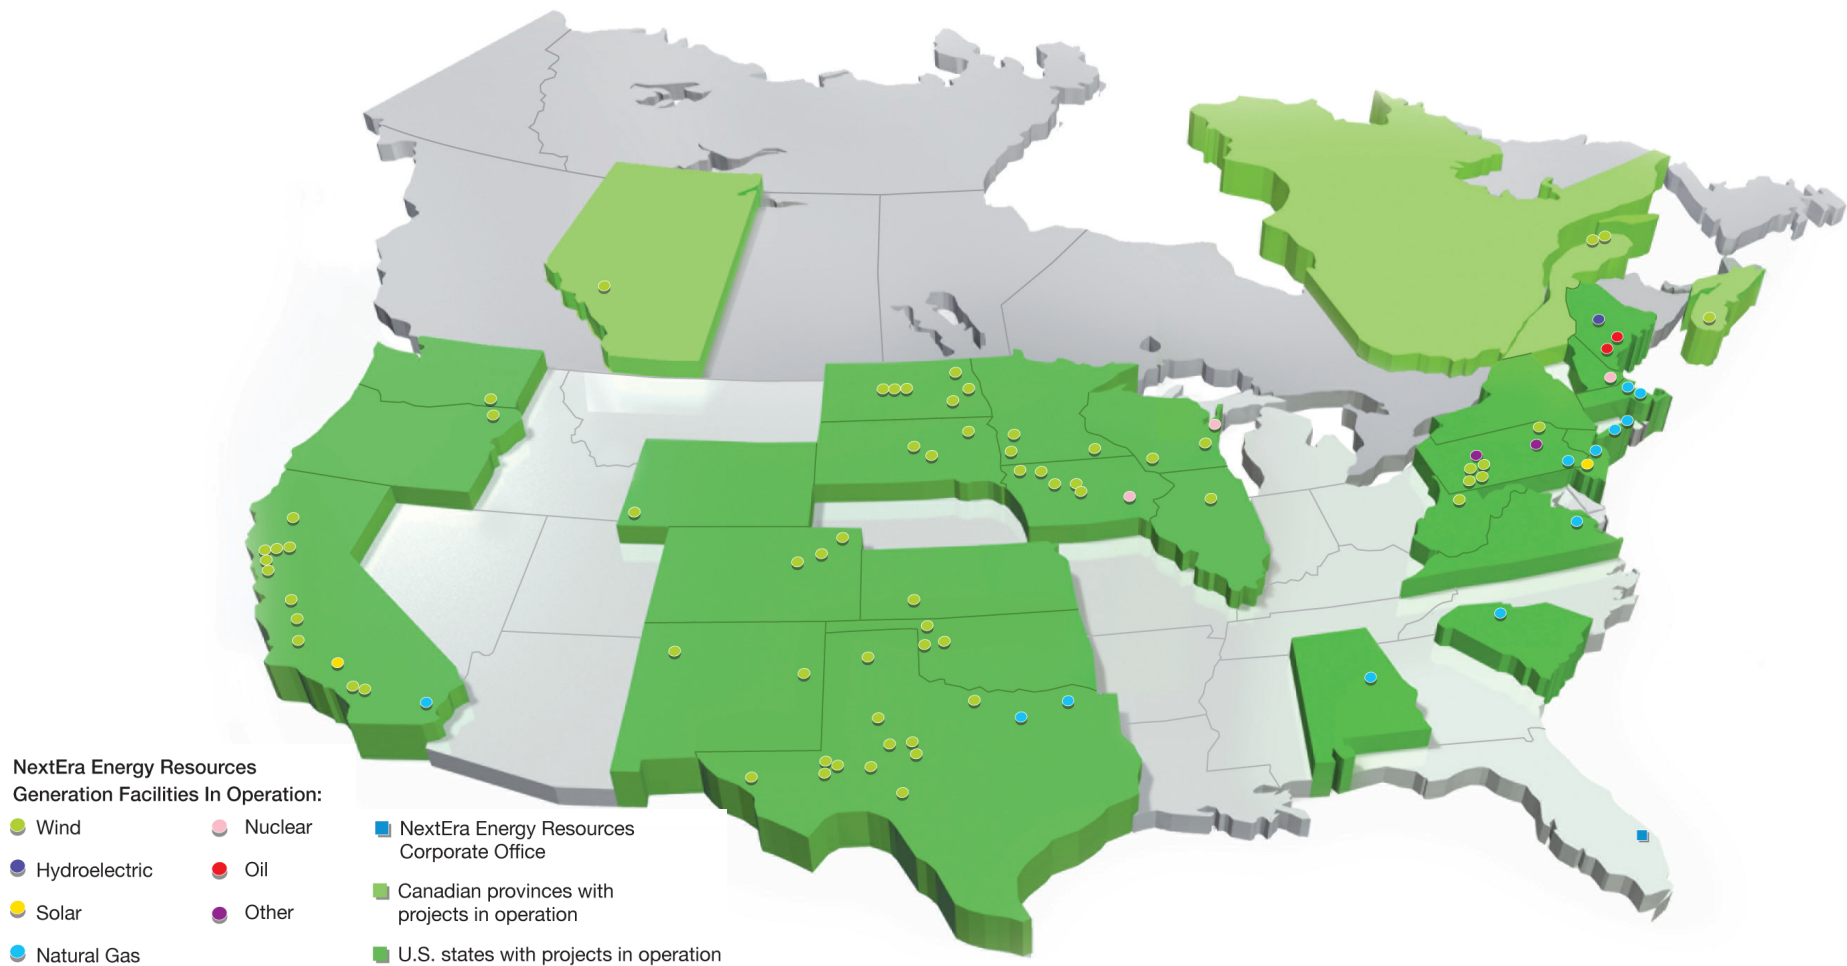 NextEra Energy Resources
Generation Facilities In Operation:
Wind
Hydroelectric
Solar
Natural Gas
Nuclear
Oil
Other
NextEra Energy Resources
Corporate Office
Canadian provinces with
projects in operation
U.S. states with projects in operation